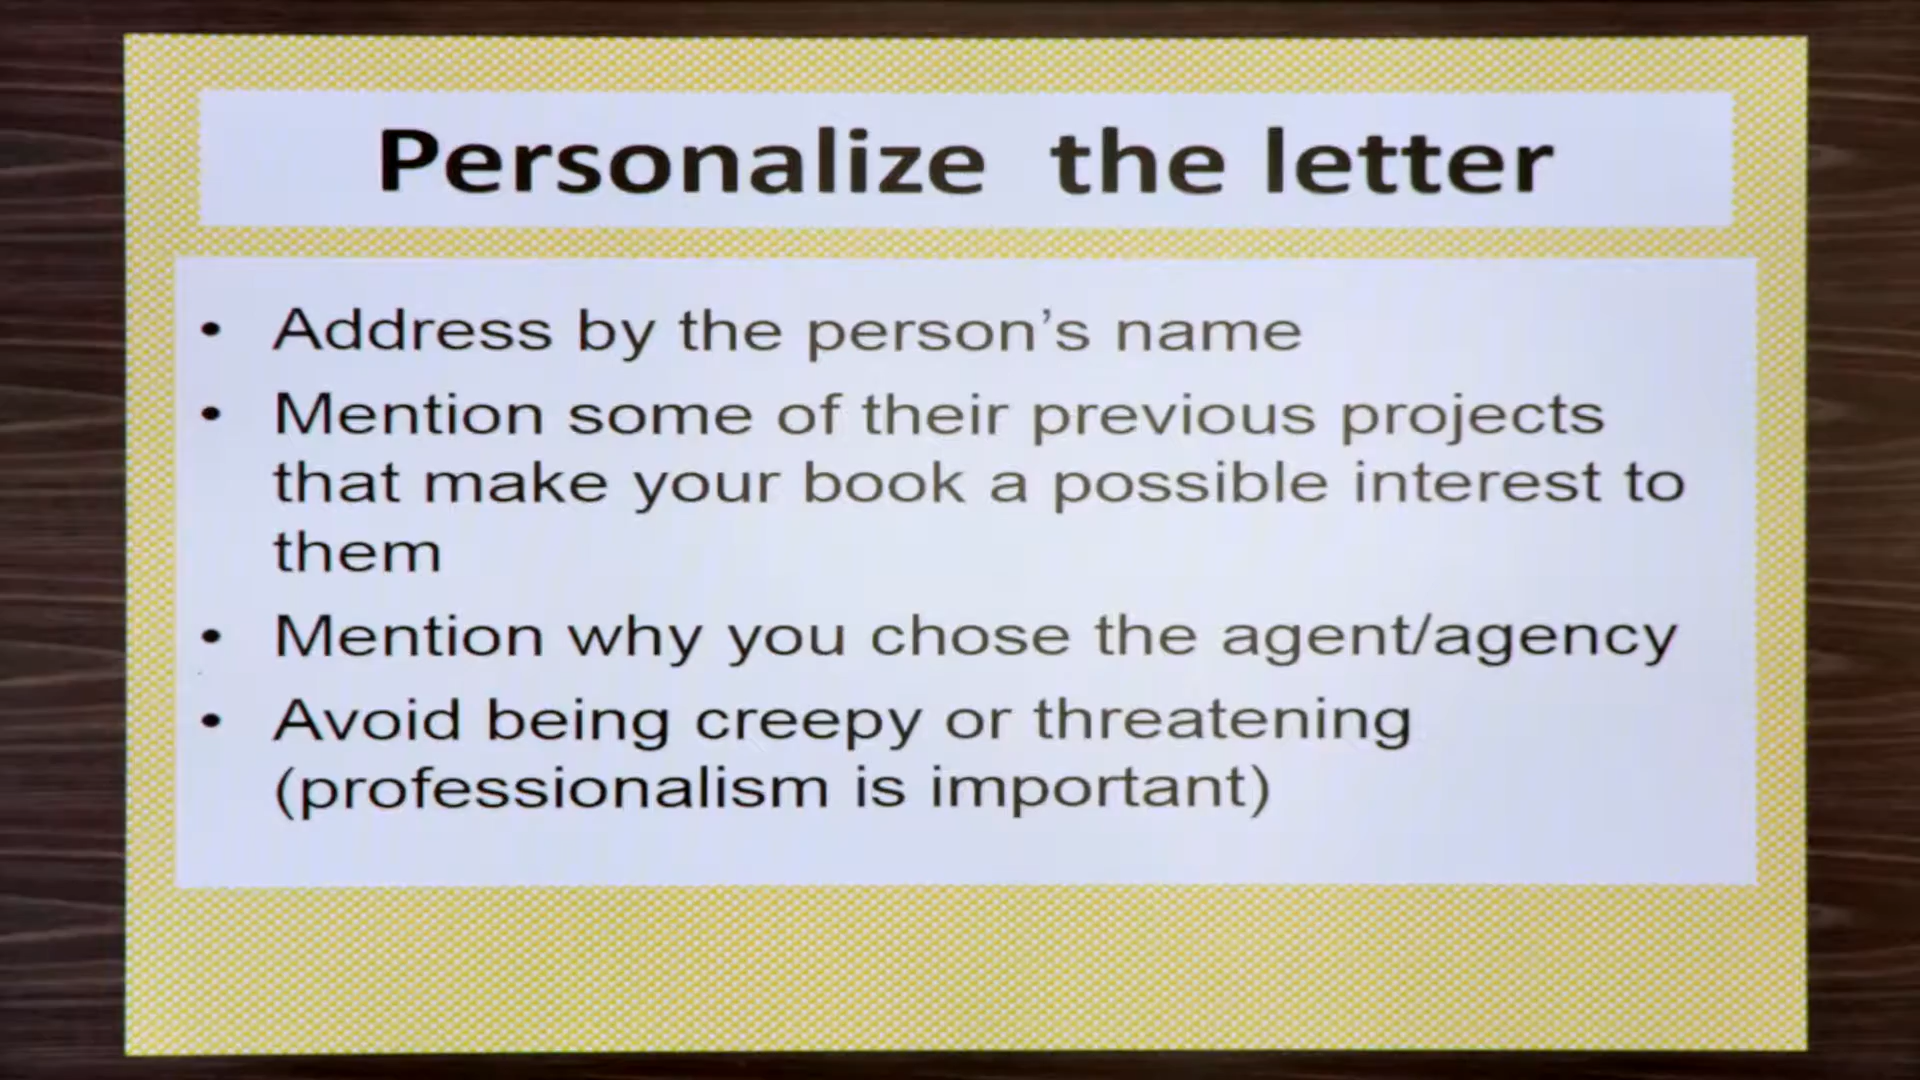 Personalize the letter
• Address by the person's name
• Mention some of their previous projects
that make your book a possible interest to
them
• Mention why you chose the agent/agency
• Avoid being creepy or threatening
(professionalism is important)